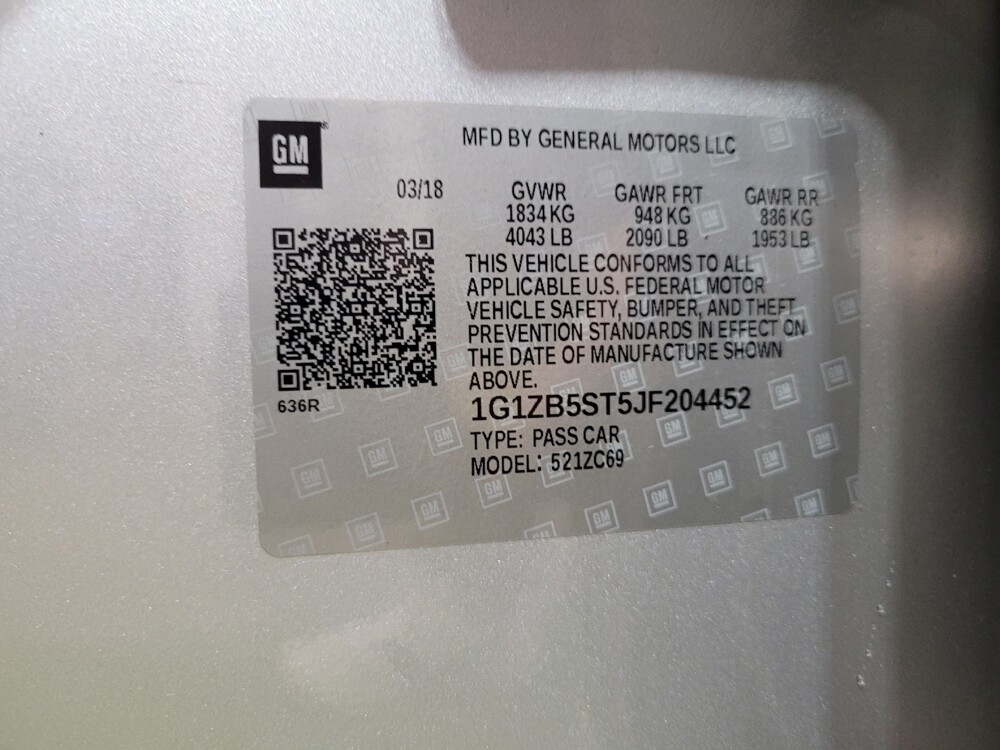 GM
MFD BY GENERAL MOTORS LLC
03/18
GVWR GAWR FRT GAWR RR
1834 KG 948 KG 886 KG
4043 LB 2090 LB 1953 LB
THIS VEHICLE CONFORMS TO ALL
APPLICABLE U.S. FEDERAL MOTOR
VEHICLE SAFETY, BUMPER, AND THEFT
PREVENTION STANDARDS IN EFFECT ON
THE DATE OF MANUFACTURE SHOWN
ABOVE.
636R
1G1ZB5ST5JF204452
TYPE: PASS CAR
MODEL: 521ZC69